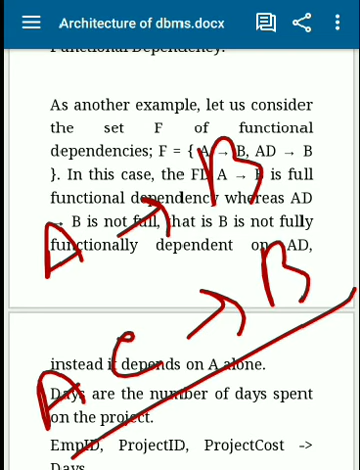 Architecture of dbms.docx
Functional Dependency.
As another example, let us consider
the set F of functional
dependencies; F = { A → B, AD → B
}. In this case, the FD A → B is full
functional dependency whereas AD
→ B is not full, that is B is not fully
functionally dependent on AD,
A → B
instead it depends on A alone.
A C → B
Days are the number of days spent
on the project.
EmpID, ProjectID, ProjectCost ->
Days